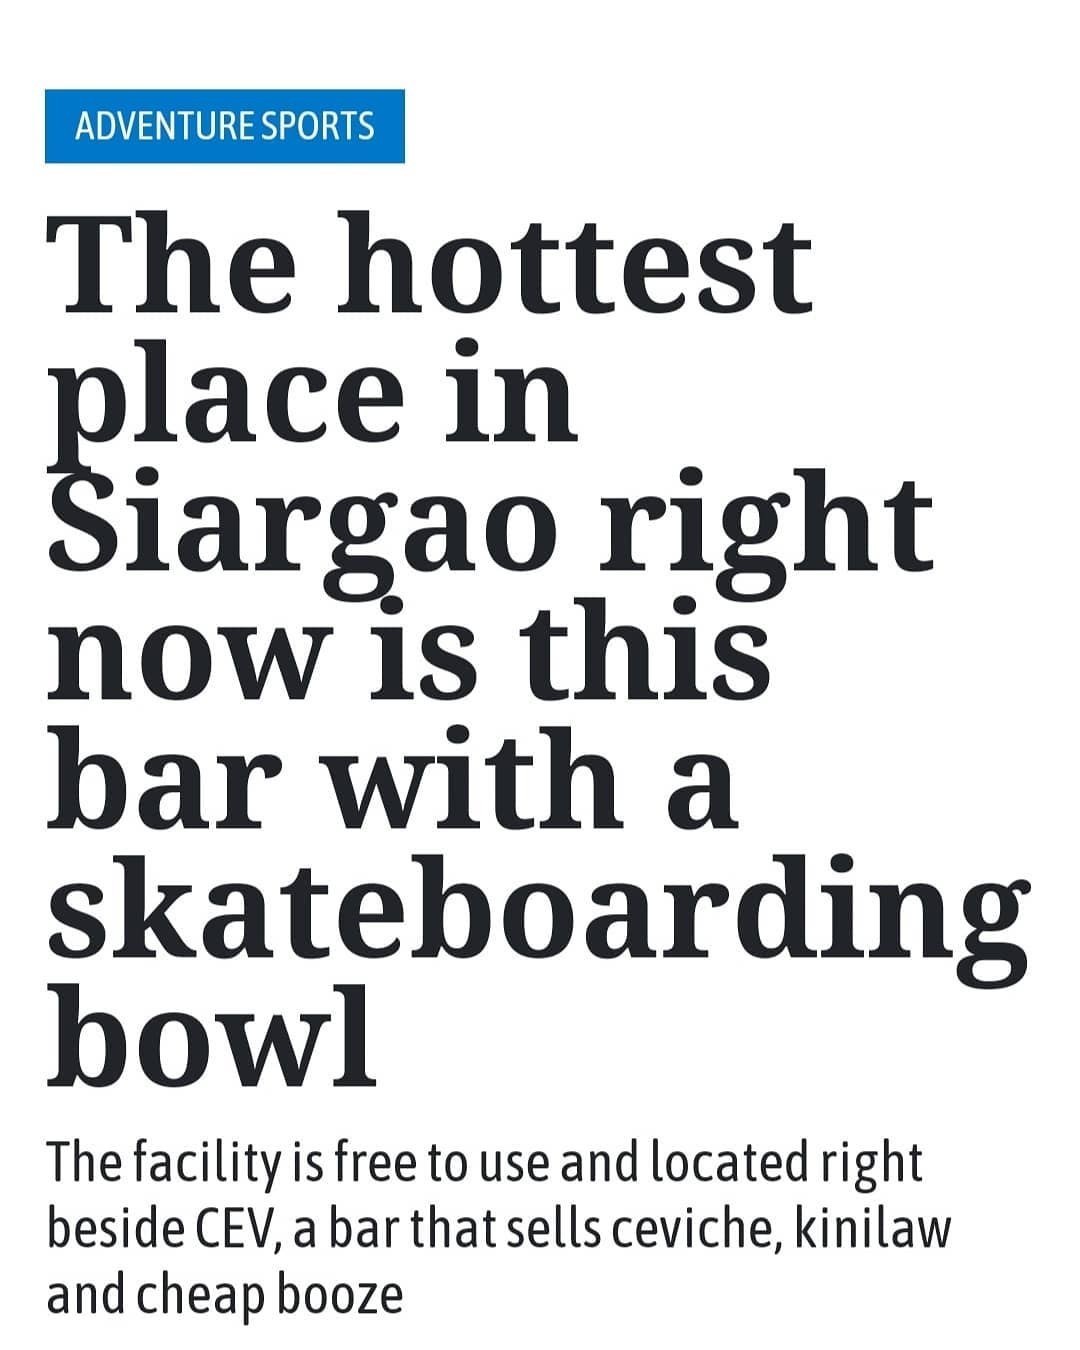 ADVENTURE SPORTS
The hottest
place in
Siargao right
now is this
bar with a
skateboarding
bowl
The facility is free to use and located right
beside CEV, a bar that sells ceviche, kinilaw
and cheap booze